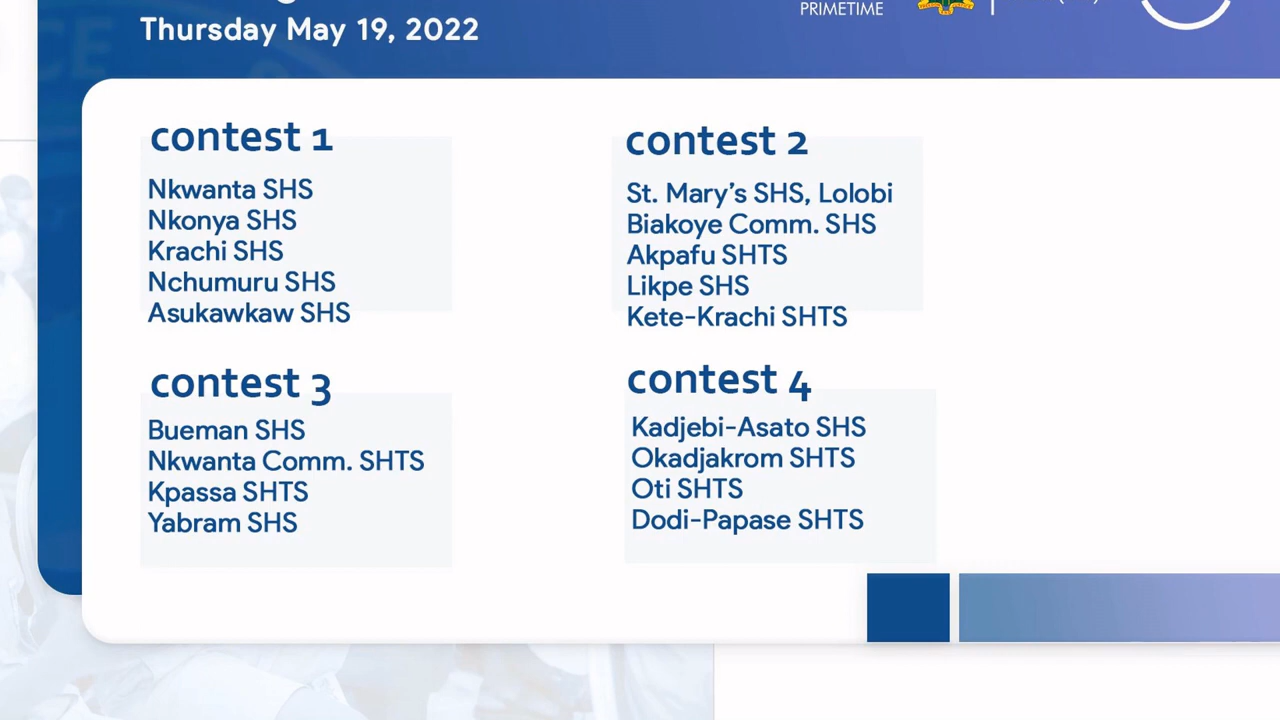 Thursday May 19, 2022
PRIMETIME
contest 1
Nkwanta SHS
Nkonya SHS
Krachi SHS
Nchumuru SHS
Asukawkaw SHS
contest 2
St. Mary's SHS, Lolobi
Biakoye Comm. SHS
Akpafu SHTS
Likpe SHS
Kete-Krachi SHTS
contest 3
Bueman SHS
Nkwanta Comm. SHTS
Kpassa SHTS
Yabram SHS
contest 4
Kadjebi-Asato SHS
Okadjakrom SHTS
Oti SHTS
Dodi-Papase SHTS